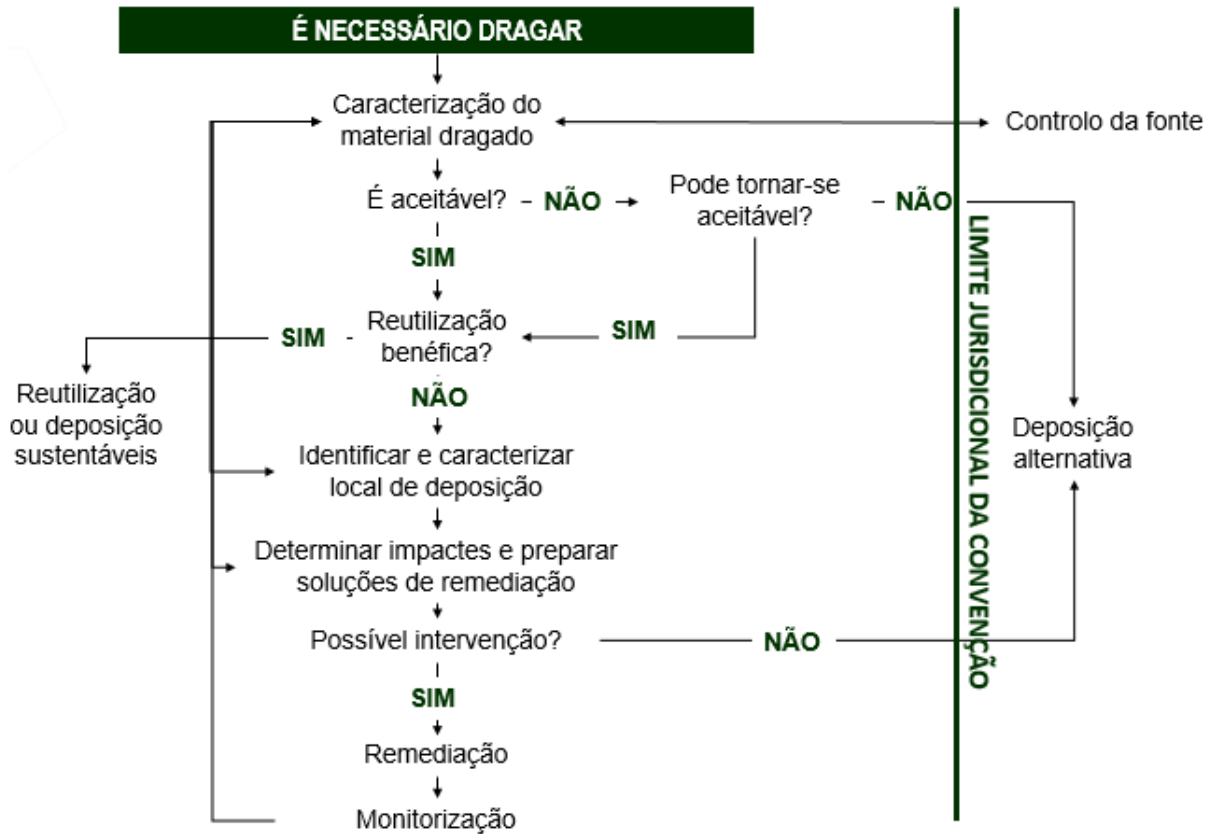 É NECESSÁRIO DRAGAR
Caracterização do
material dragado
Controlo da fonte
É aceitável?
NÃO
Pode tornar-se
aceitável?
NÃO
SIM
Reutilização
benéfica?
SIM
SIM
Reutilização
ou deposição
sustentáveis
NÃO
Identificar e caracterizar
local de deposição
Deposição
alternativa
LIMITE JURISDICIONAL DA CONVENÇÃO
Determinar impactes e preparar
soluções de remediação
Possível intervenção?
NÃO
SIM
Remediação
Monitorização